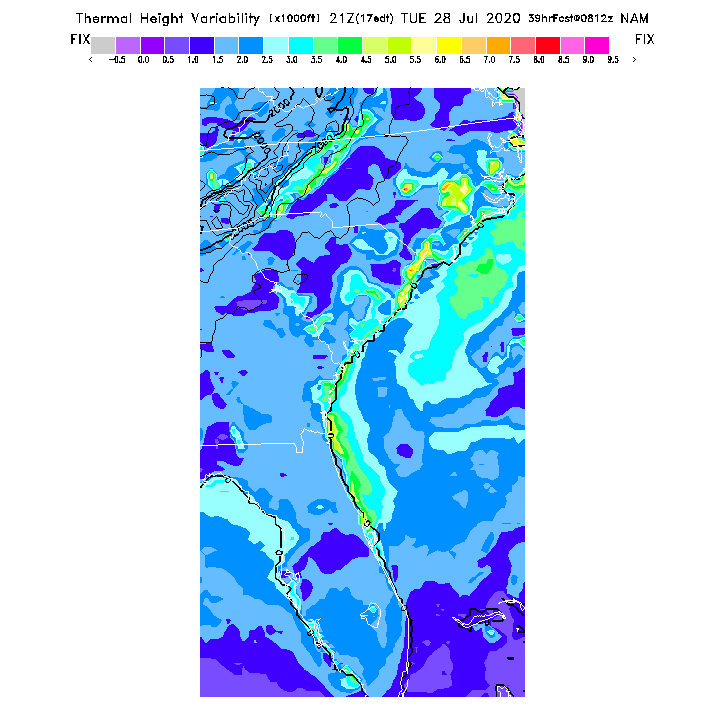 Thermal Height Variability [x1000ft] 21Z(17edt) TUE 28 Jul 2020 39hrFcst@0812z NAM
FIX FIX
< -0.5 0.0 0.5 1.0 1.5 2.0 2.5 3.0 3.5 4.0 4.5 5.0 5.5 6.0 6.5 7.0 7.5 8.0 8.5 9.0 9.5 >
2000